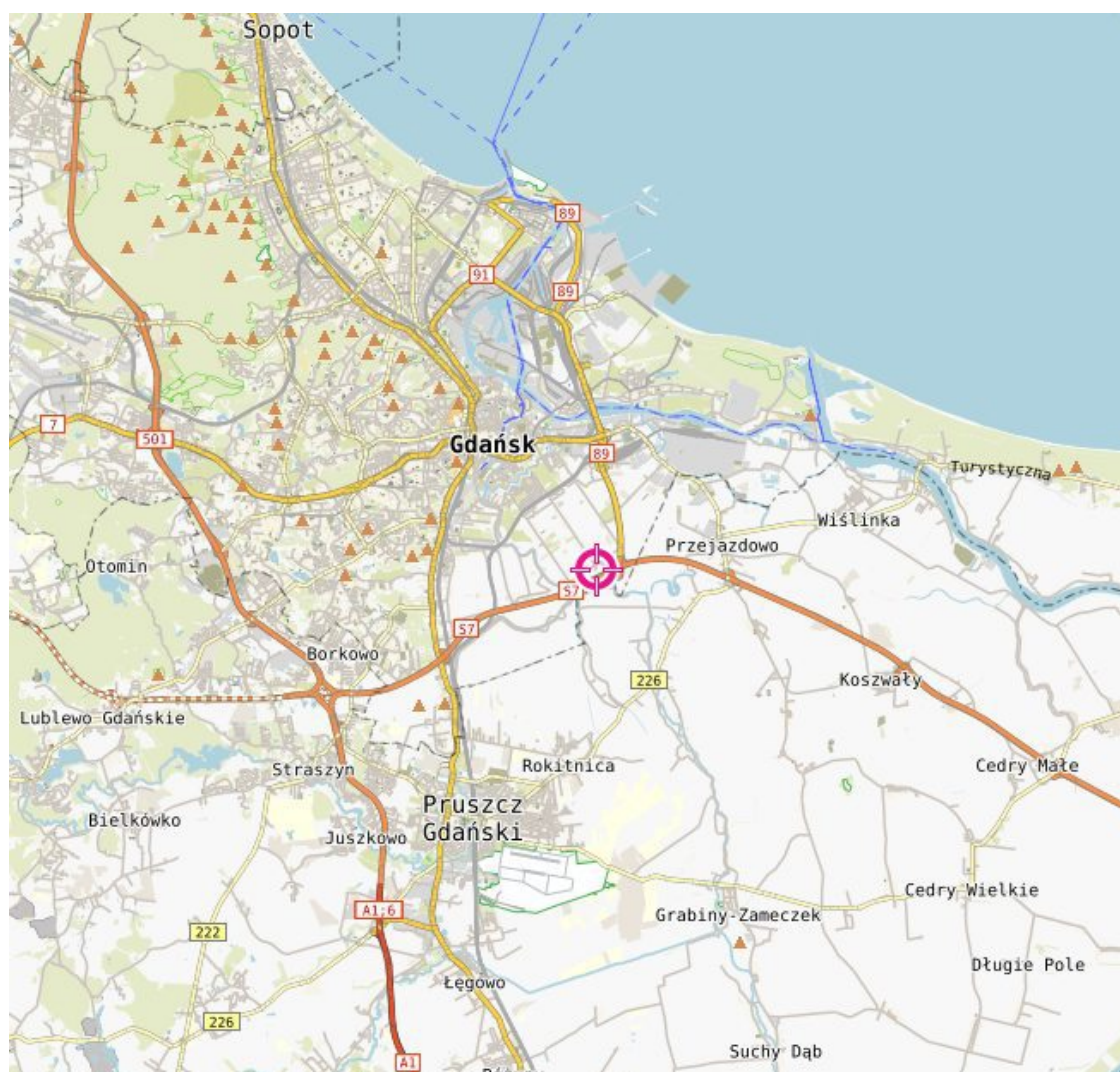 Sopot
89
91
89
7
501
Gdańsk
89
Turystyczna
Wiślinka
Przejazdowo
Otomin
S7
S7
Borkowo
226
Koszwały
Lublewo Gdańskie
Straszyn
Rokitnica
Cedry Małe
Pruszcz
Gdański
Bielkówko
Juszkowo
Cedry Wielkie
A1;6
Grabiny-Zameczek
222
Długie Pole
Łęgowo
226
Suchy Dąb
A1